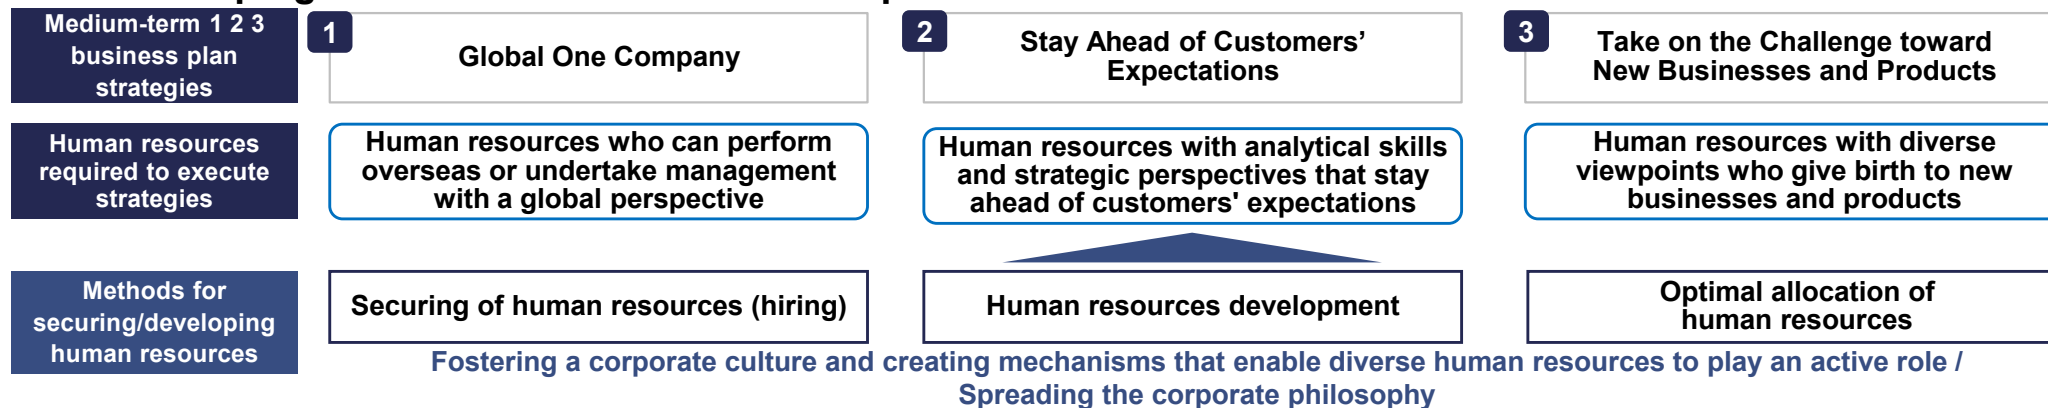 Medium-term 1 2 3
business plan
strategies
1
Global One Company
2
Stay Ahead of Customers’
Expectations
3
Take on the Challenge toward
New Businesses and Products
Human resources
required to execute
strategies
Human resources who can perform
overseas or undertake management
with a global perspective
Human resources with analytical skills
and strategic perspectives that stay
ahead of customers' expectations
Human resources with diverse
viewpoints who give birth to new
businesses and products
Methods for
securing/developing
human resources
Securing of human resources (hiring)
Human resources development
Optimal allocation of
human resources
Fostering a corporate culture and creating mechanisms that enable diverse human resources to play an active role /
Spreading the corporate philosophy